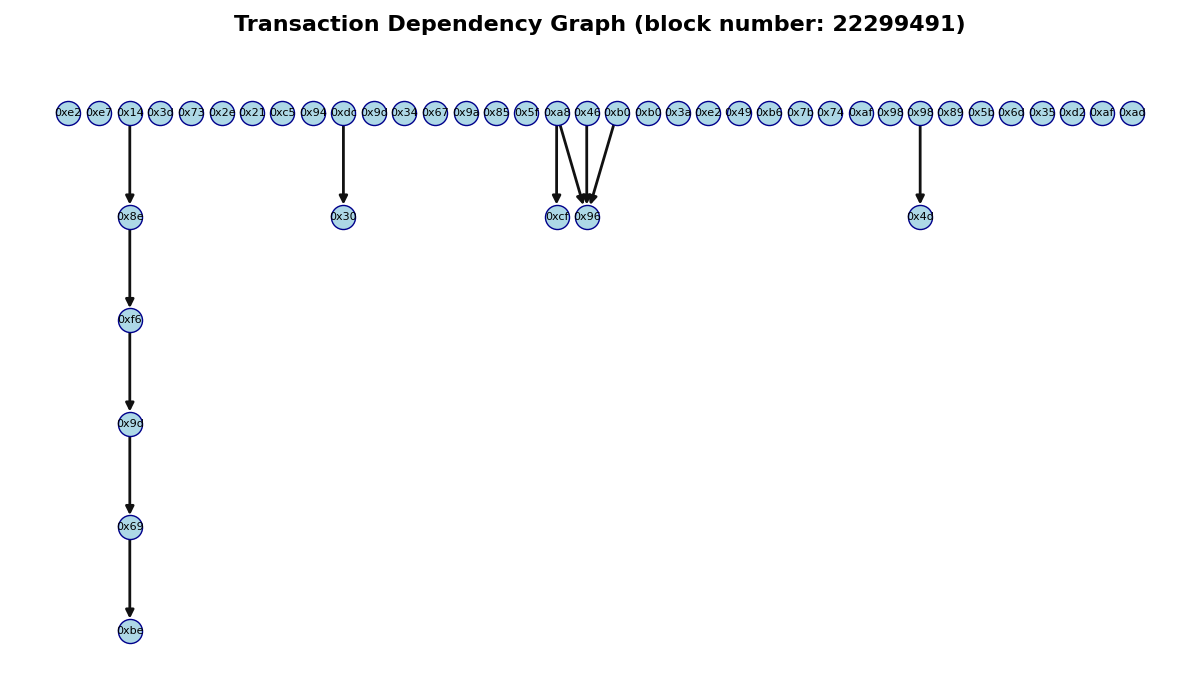 Transaction Dependency Graph (block number: 22299491)
0xe2 0xe7 0x14 0x3d 0x73 0x2e 0x21 0xc5 0x94 0xdc 0x9d 0x34 0x67 0x9a 0x85 0x5f 0xa8 0x46 0xb0 0xb0 0x3a 0xe2 0x49 0xb6 0x7b 0x74 0xaf 0x98 0x98 0x89 0x5b 0x6d 0x35 0xd2 0xaf 0xad
0x8e 0x30 0xcf 0x96 0x4d
0xf6
0x9d
0x69
0xbe